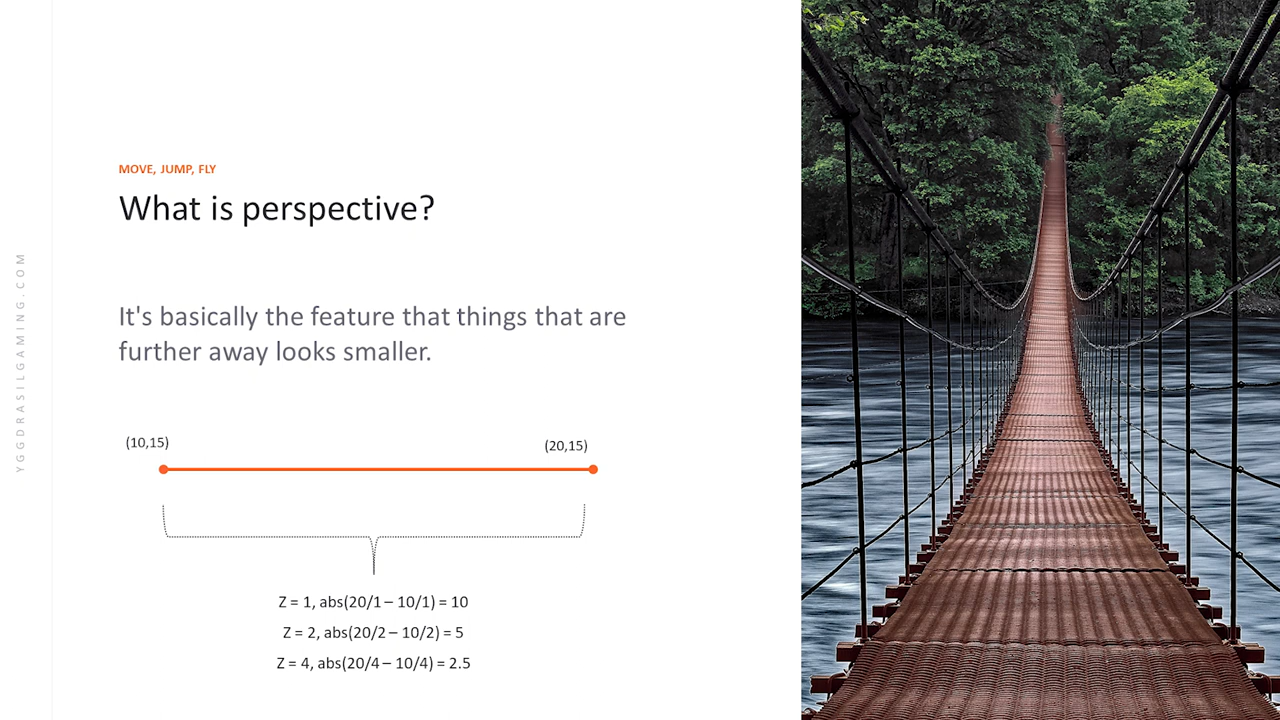 MOVE, JUMP, FLY
What is perspective?
It's basically the feature that things that are
further away looks smaller.
(10,15)
(20,15)
Z = 1, abs(20/1 – 10/1) = 10
Z = 2, abs(20/2 – 10/2) = 5
Z = 4, abs(20/4 – 10/4) = 2.5
YGGDRASILGAMING.COM